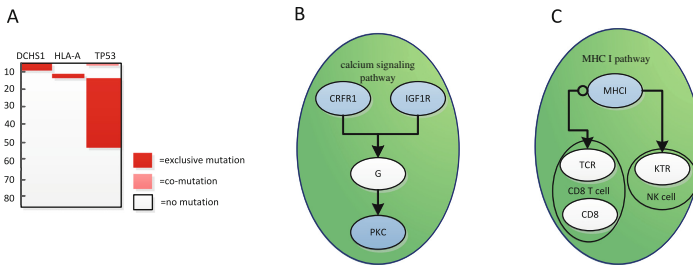 A
DCHS1 HLA-A TP53
10
20
30
40
50
60
70
80
=exclusive mutation
=co-mutation
=no mutation
B
calcium signaling
pathway
CRFR1
IGF1R
G
PKC
C
MHC I pathway
MHCI
TCR
CD8 T cell
CD8
KTR
NK cell